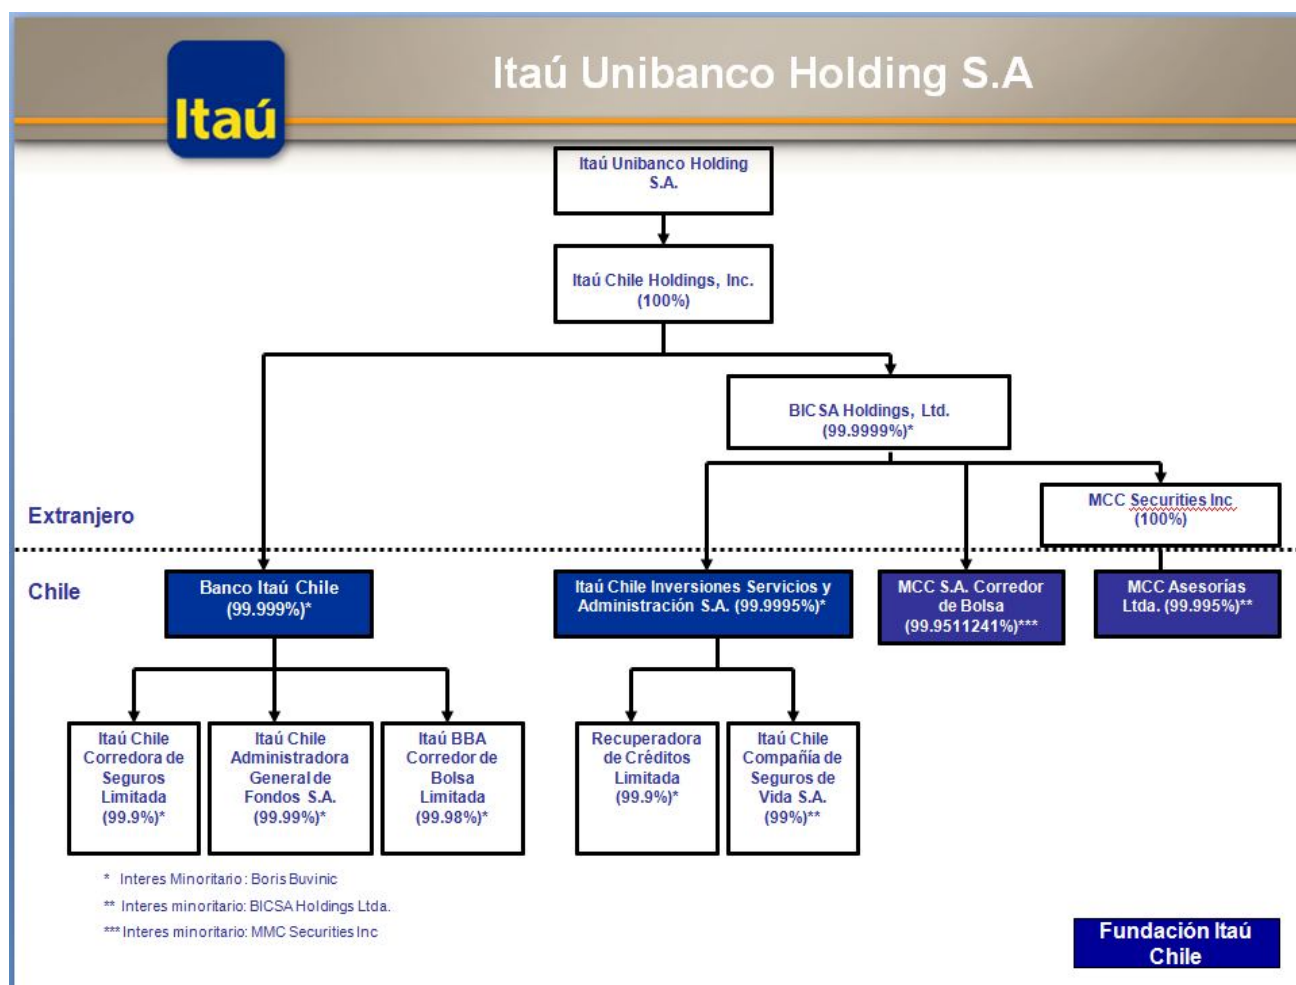 Itaú Unibanco Holding S.A
Itaú
Itaú Unibanco Holding
S.A.
Itaú Chile Holdings, Inc.
(100%)
BICSA Holdings, Ltd.
(99.9999%)*
MCC Securities Inc
(100%)
Extranjero
Chile
Banco Itaú Chile
(99.999%)*
Itaú Chile Inversiones Servicios y
Administración S.A. (99.9995%)*
MCC S.A. Corredor
de Bolsa
(99.9511241%)***
MCC Asesorías
Ltda. (99.995%)**
Itaú Chile
Corredora de
Seguros
Limitada
(99.9%)*
Itaú Chile
Administradora
General de
Fondos S.A.
(99.99%)*
Itaú BBA
Corredor de
Bolsa
Limitada
(99.98%)*
Recuperadora
de Créditos
Limitada
(99.9%)*
Itaú Chile
Compañía de
Seguros de
Vida S.A.
(99%)**
* Interes Minoritario: Boris Buvinic
** Interes minoritario: BICSA Holdings Ltda.
*** Interes minoritario: MMC Securities Inc
Fundación Itaú
Chile